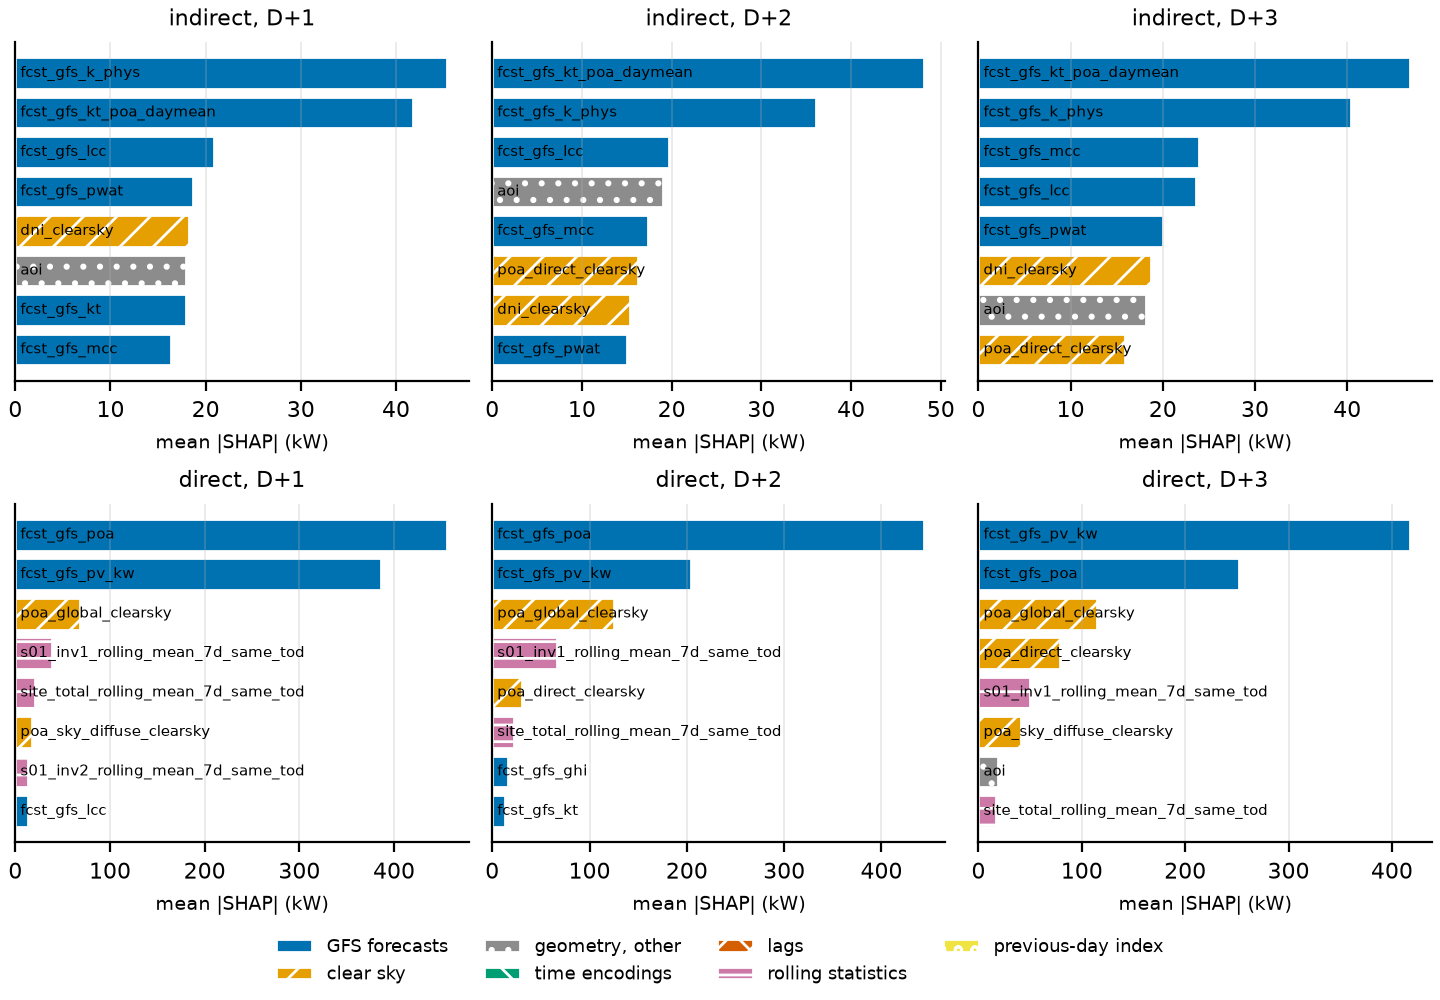 indirect, D+1
fcst_gfs_k_phys
fcst_gfs_kt_poa_daymean
fcst_gfs_lcc
fcst_gfs_pwat
dni_clearsky
aoi
fcst_gfs_kt
fcst_gfs_mcc
0 10 20 30 40
mean |SHAP| (kW)
indirect, D+2
fcst_gfs_kt_poa_daymean
fcst_gfs_k_phys
fcst_gfs_lcc
aoi
fcst_gfs_mcc
poa_direct_clearsky
dni_clearsky
fcst_gfs_pwat
0 10 20 30 40 50
mean |SHAP| (kW)
indirect, D+3
fcst_gfs_kt_poa_daymean
fcst_gfs_k_phys
fcst_gfs_mcc
fcst_gfs_lcc
fcst_gfs_pwat
dni_clearsky
aoi
poa_direct_clearsky
0 10 20 30 40
mean |SHAP| (kW)
direct, D+1
fcst_gfs_poa
fcst_gfs_pv_kw
poa_global_clearsky
s01_inv1_rolling_mean_7d_same_tod
site_total_rolling_mean_7d_same_tod
poa_sky_diffuse_clearsky
s01_inv2_rolling_mean_7d_same_tod
fcst_gfs_lcc
0 100 200 300 400
mean |SHAP| (kW)
direct, D+2
fcst_gfs_poa
fcst_gfs_pv_kw
poa_global_clearsky
s01_inv1_rolling_mean_7d_same_tod
poa_direct_clearsky
site_total_rolling_mean_7d_same_tod
fcst_gfs_ghi
fcst_gfs_kt
0 100 200 300 400
mean |SHAP| (kW)
direct, D+3
fcst_gfs_pv_kw
fcst_gfs_poa
poa_global_clearsky
poa_direct_clearsky
s01_inv1_rolling_mean_7d_same_tod
poa_sky_diffuse_clearsky
aoi
site_total_rolling_mean_7d_same_tod
0 100 200 300 400
mean |SHAP| (kW)
GFS forecasts
clear sky
geometry, other
time encodings
lags
rolling statistics
previous-day index